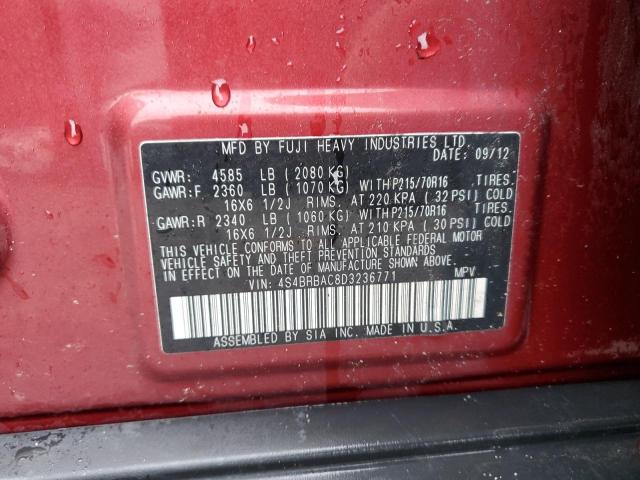 MFD BY FUJI HEAVY INDUSTRIES LTD.
DATE: 09/12
GVWR: 4585 LB (2080 KG)
GAWR:F 2360 LB (1070 KG) WITH P215/70R16 TIRES.
16X6 1/2J RIMS. AT 220 KPA (32 PSI) COLD
GAWR:R 2340 LB (1060 KG) WITH P215/70R16 TIRES
16X6 1/2J RIMS. AT 210 KPA (30 PSI) COLD
THIS VEHICLE CONFORMS TO ALL APPLICABLE FEDERAL MOTOR
VEHICLE SAFETY AND THEFT PREVENTION STANDARDS
IN EFFECT ON THE DATE OF MANUFACTURE SHOWN ABOVE.
VIN: 4S4BRBAC8D3236771 MPV
ASSEMBLED BY SIA INC. MADE IN U.S.A.